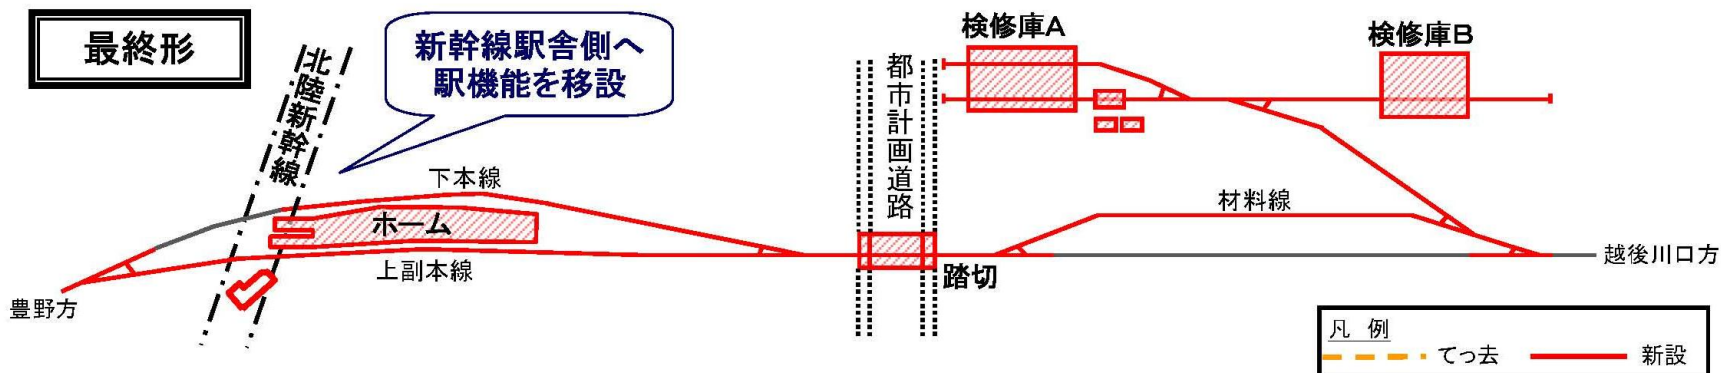 最終形
北陸新幹線
新幹線駅舎側へ
駅機能を移設
下本線
ホーム
上副本線
豊野方
都市計画道路
踏切
検修庫A
検修庫B
材料線
越後川口方
凡 例
てっ去
新設